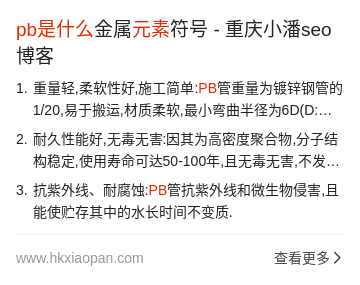 pb是什么金属元素符号 - 重庆小潘seo
博客
1. 重量轻,柔软性好,施工简单:PB管重量为镀锌钢管的
1/20,易于搬运,材质柔软,最小弯曲半径为6D(D:…
2. 耐久性能好,无毒无害:因其为高密度聚合物,分子结
构稳定,使用寿命可达50-100年,且无毒无害,不发…
3. 抗紫外线、耐腐蚀:PB管抗紫外线和微生物侵害,且
能使贮存其中的水长时间不变质.
www.hkxiaopan.com 查看更多